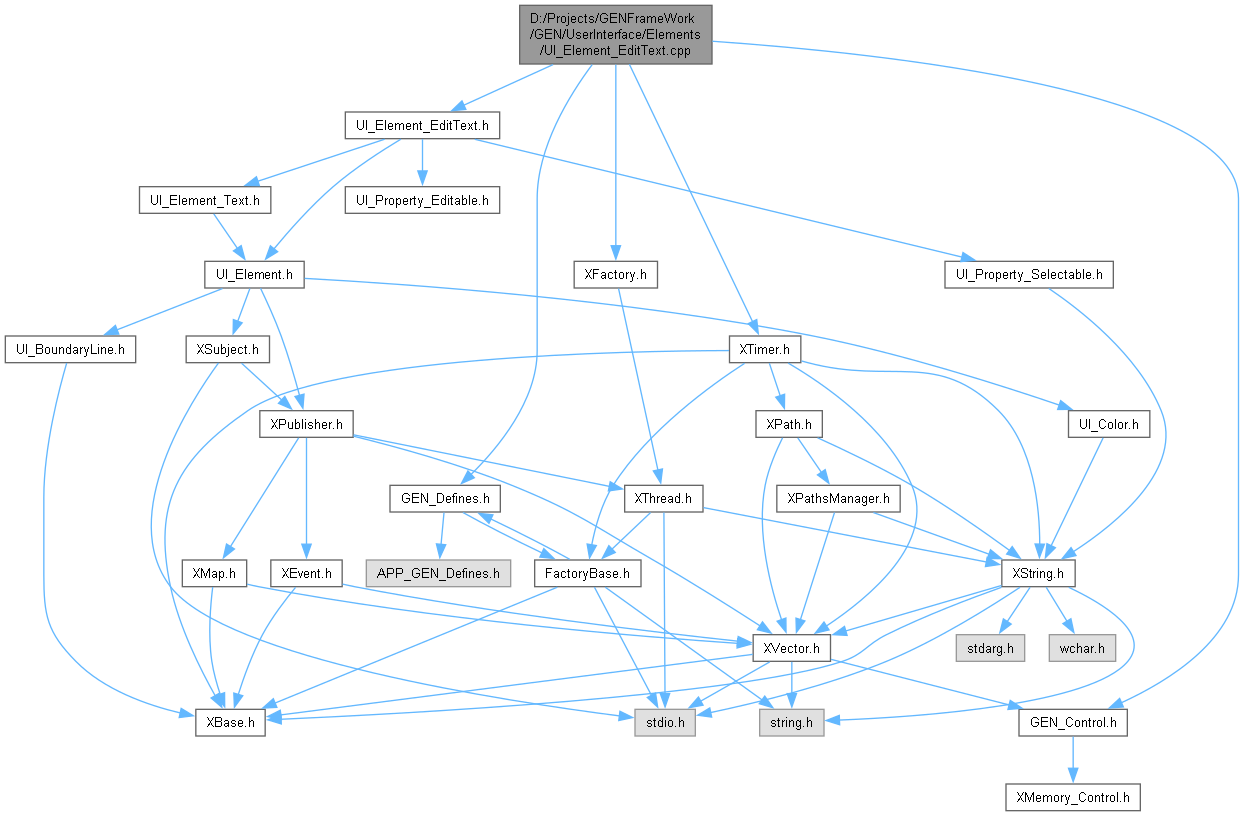 D:/Projects/GENFrameWork
/GEN/UserInterface/Elements
/UI_Element_EditText.cpp
UI_Element_EditText.h
UI_Element_Text.h
UI_Property_Editable.h
UI_Element.h
XFactory.h
UI_Property_Selectable.h
UI_BoundaryLine.h
XSubject.h
XTimer.h
XPublisher.h
XPath.h
UI_Color.h
GEN_Defines.h
XThread.h
XPathsManager.h
XMap.h
XEvent.h
APP_GEN_Defines.h
FactoryBase.h
XString.h
XVector.h
stdarg.h
wchar.h
XBase.h
stdio.h
string.h
GEN_Control.h
XMemory_Control.h